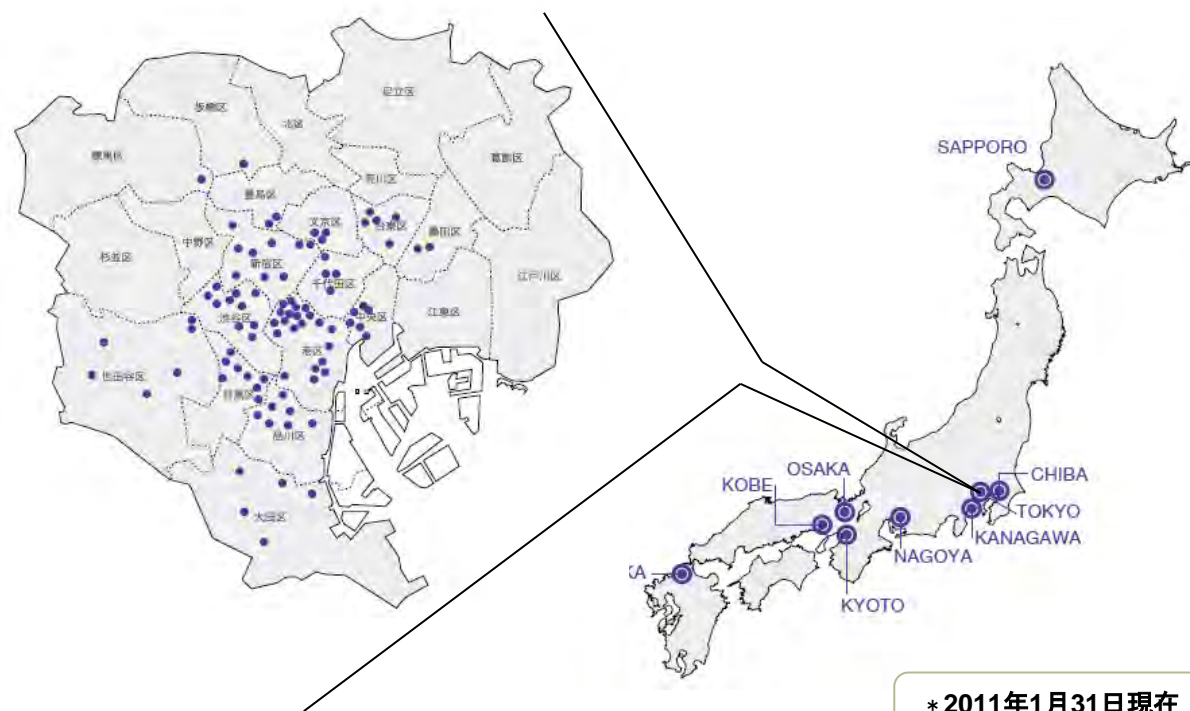 足立区
板橋区
北区
練馬区
葛飾区
荒川区
豊島区
文京区
台東区
墨田区
中野区
杉並区
新宿区
千代田区
江戸川区
渋谷区
中央区
江東区
港区
世田谷区
目黒区
品川区
大田区
SAPPORO
OSAKA
KOBE
CHIBA
TOKYO
KANAGAWA
NAGOYA
KA
KYOTO
*2011年1月31日現在